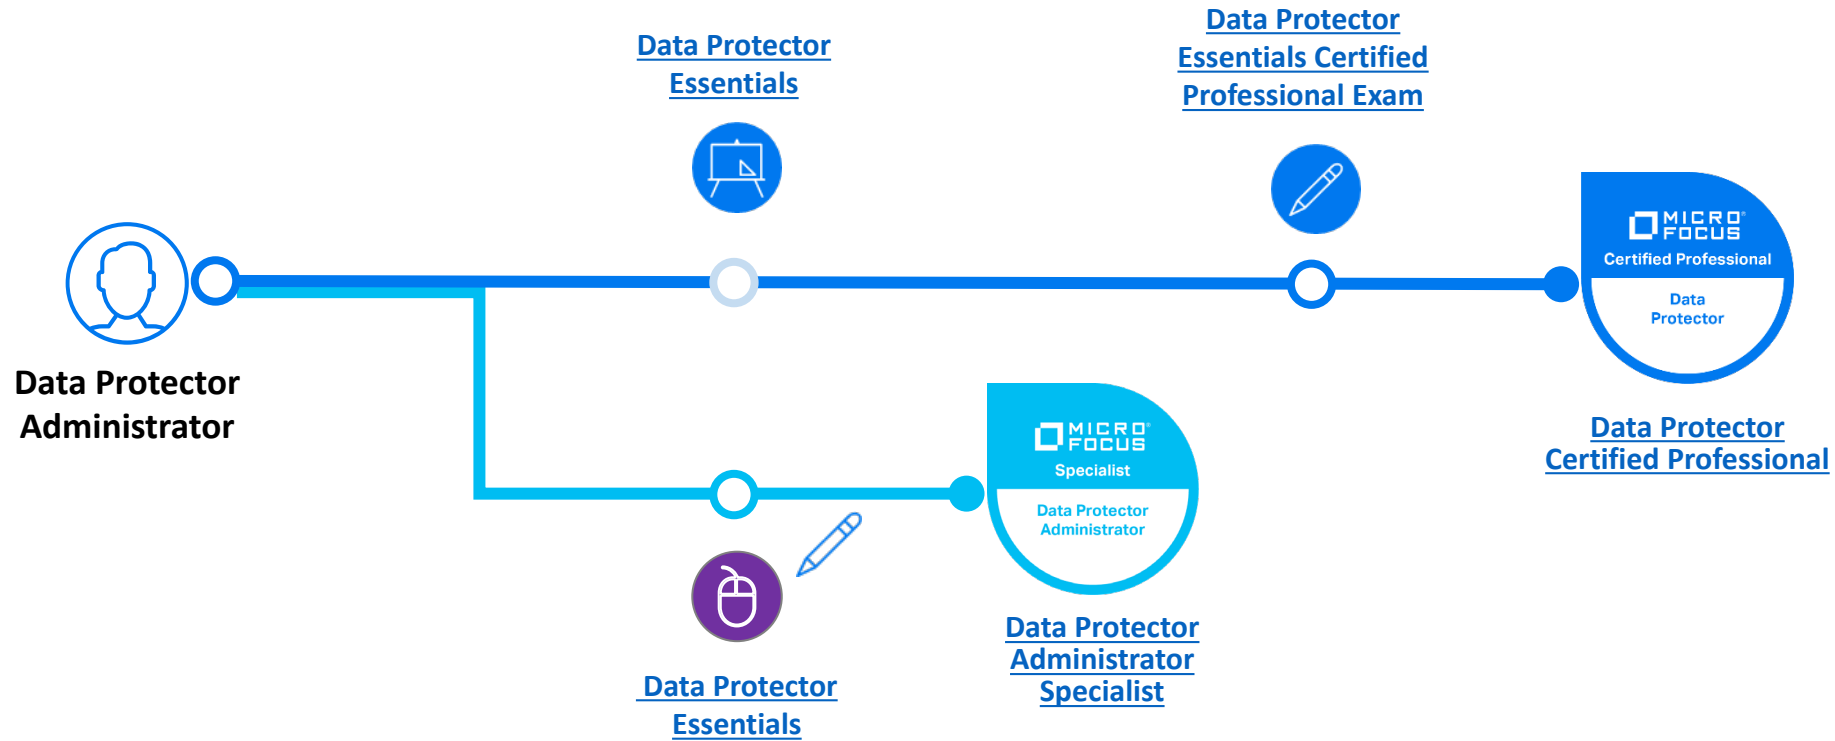 Data Protector
Essentials
Data Protector
Essentials Certified
Professional Exam
MICRO
FOCUS
Certified Professional
Data
Protector
Data Protector
Administrator
Data Protector
Certified Professional
MICRO
FOCUS
Specialist
Data Protector
Administrator
Data Protector
Administrator
Specialist
Data Protector
Essentials